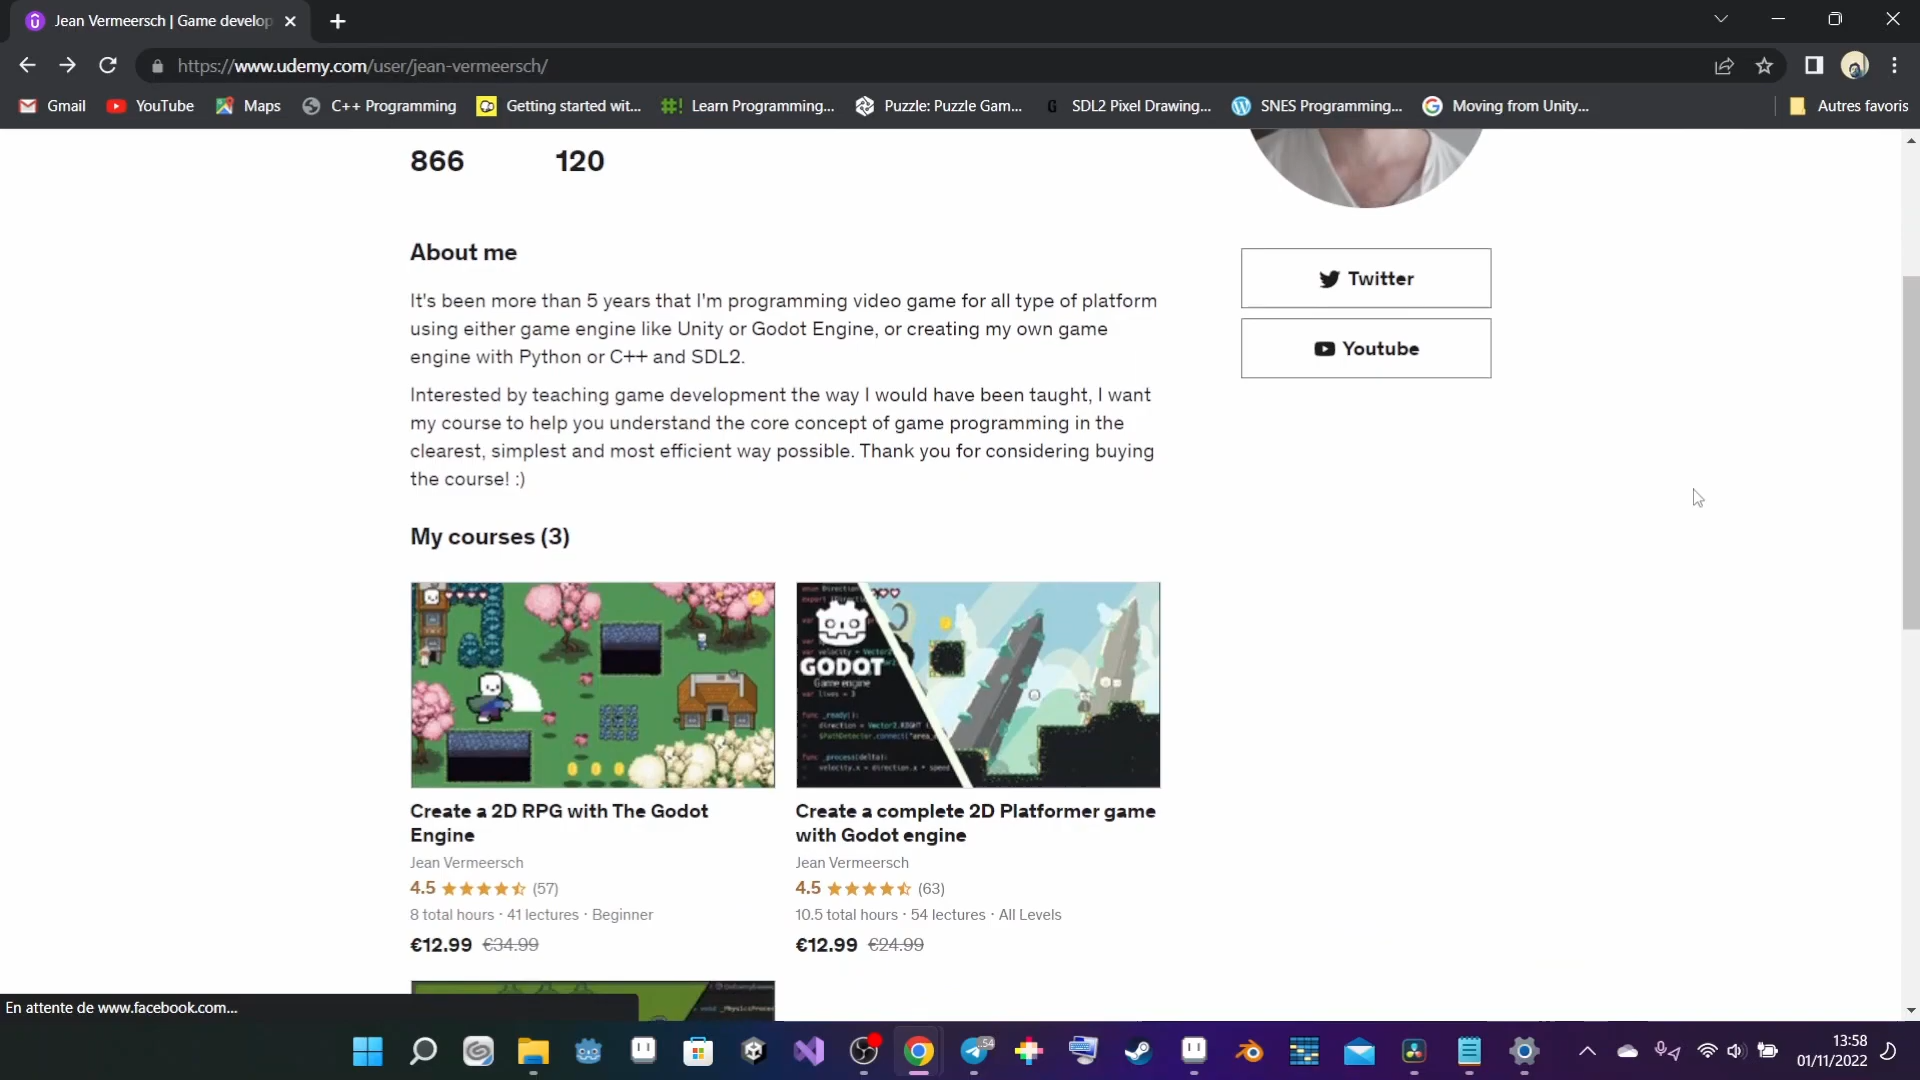 Jean Vermeersch | Game develop
https://www.udemy.com/user/jean-vermeersch/
Gmail YouTube Maps C++ Programming Getting started wit... Learn Programming,... Puzzle: Puzzle Gam... SDL2 Pixel Drawing... SNES Programming,... Moving from Unity... Autres favoris
866 120
About me
It's been more than 5 years that I'm programming video game for all type of platform
using either game engine like Unity or Godot Engine, or creating my own game
engine with Python or C++ and SDL2.
Interested by teaching game development the way I would have been taught, I want
my course to help you understand the core concept of game programming in the
clearest, simplest and most efficient way possible. Thank you for considering buying
the course! :)
Twitter
Youtube
My courses (3)
GODOT
Game engine
var lives = 3
func _ready():
func _process(delta):
Create a 2D RPG with The Godot
Engine
Jean Vermeersch
4.5 (57)
8 total hours · 41 lectures · Beginner
€12.99 €34.99
Create a complete 2D Platformer game
with Godot engine
Jean Vermeersch
4.5 (63)
10.5 total hours · 54 lectures · All Levels
€12.99 €24.99
En attente de www.facebook.com...
54
13:58
01/11/2022